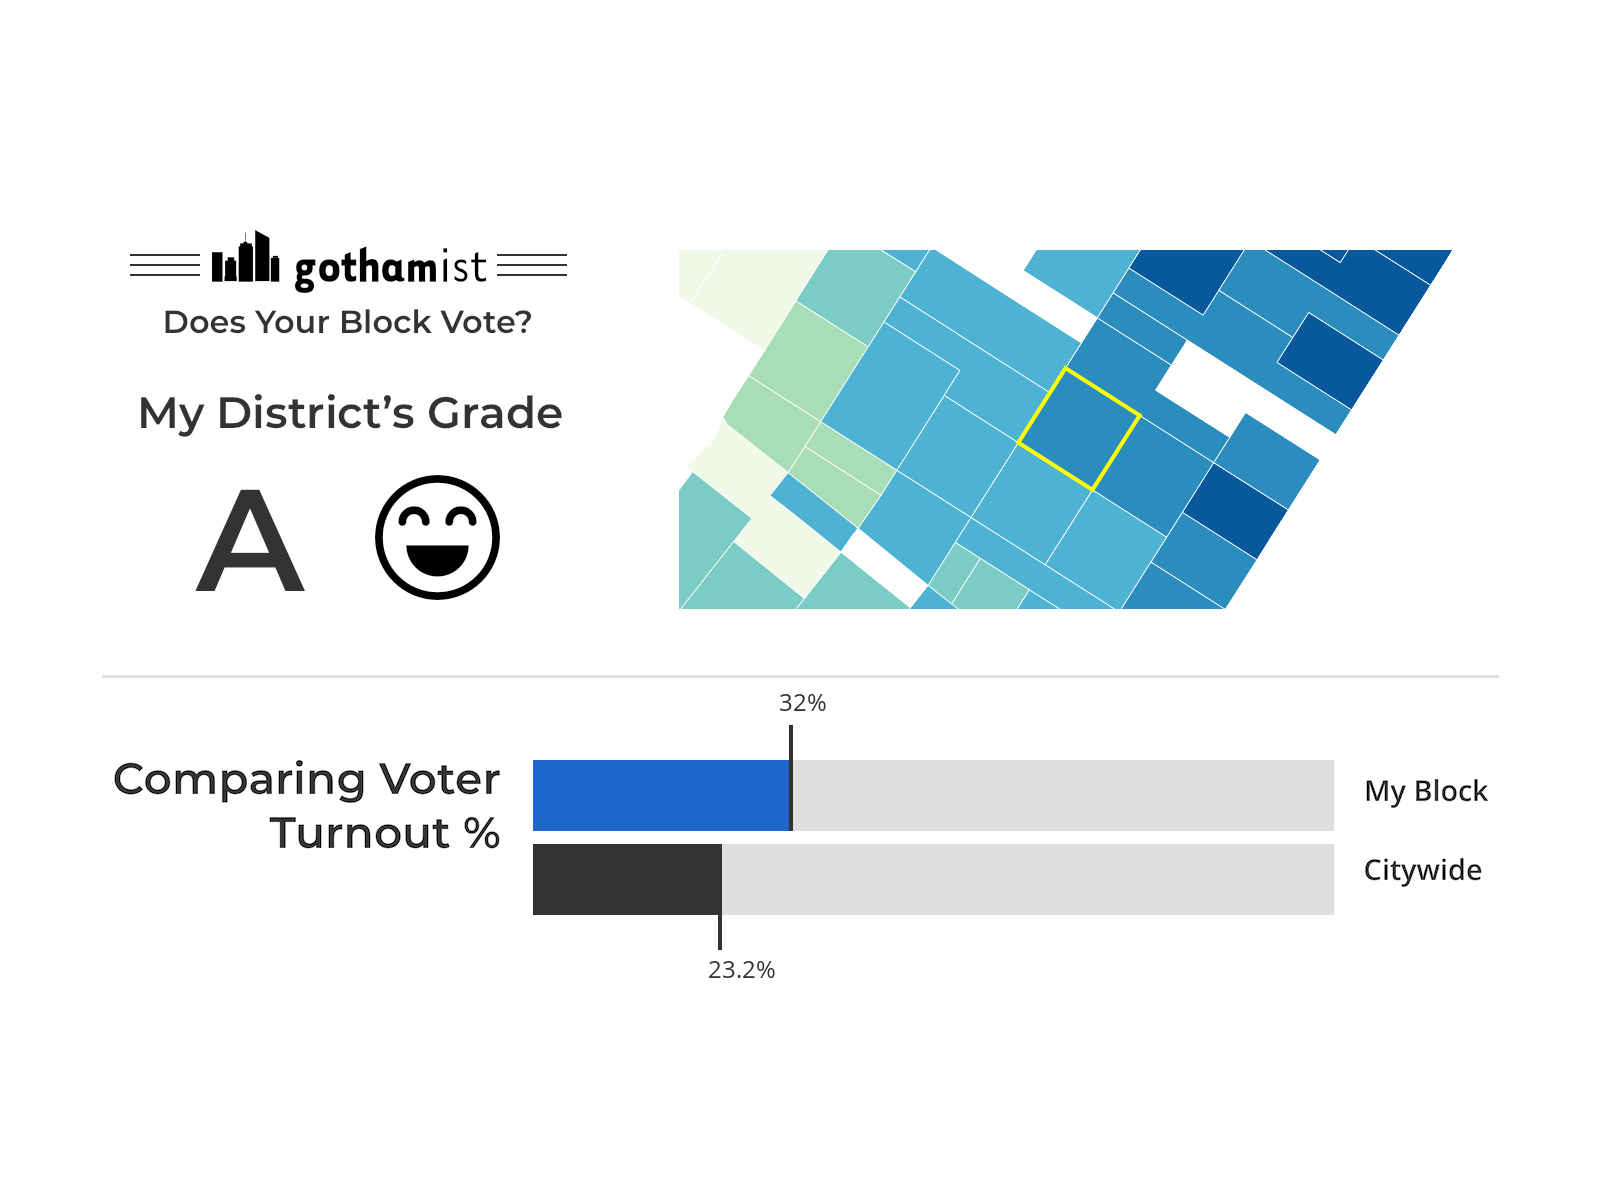 gothamist
Does Your Block Vote?
My District’s Grade
A
32%
Comparing Voter
Turnout %
My Block
Citywide
23.2%